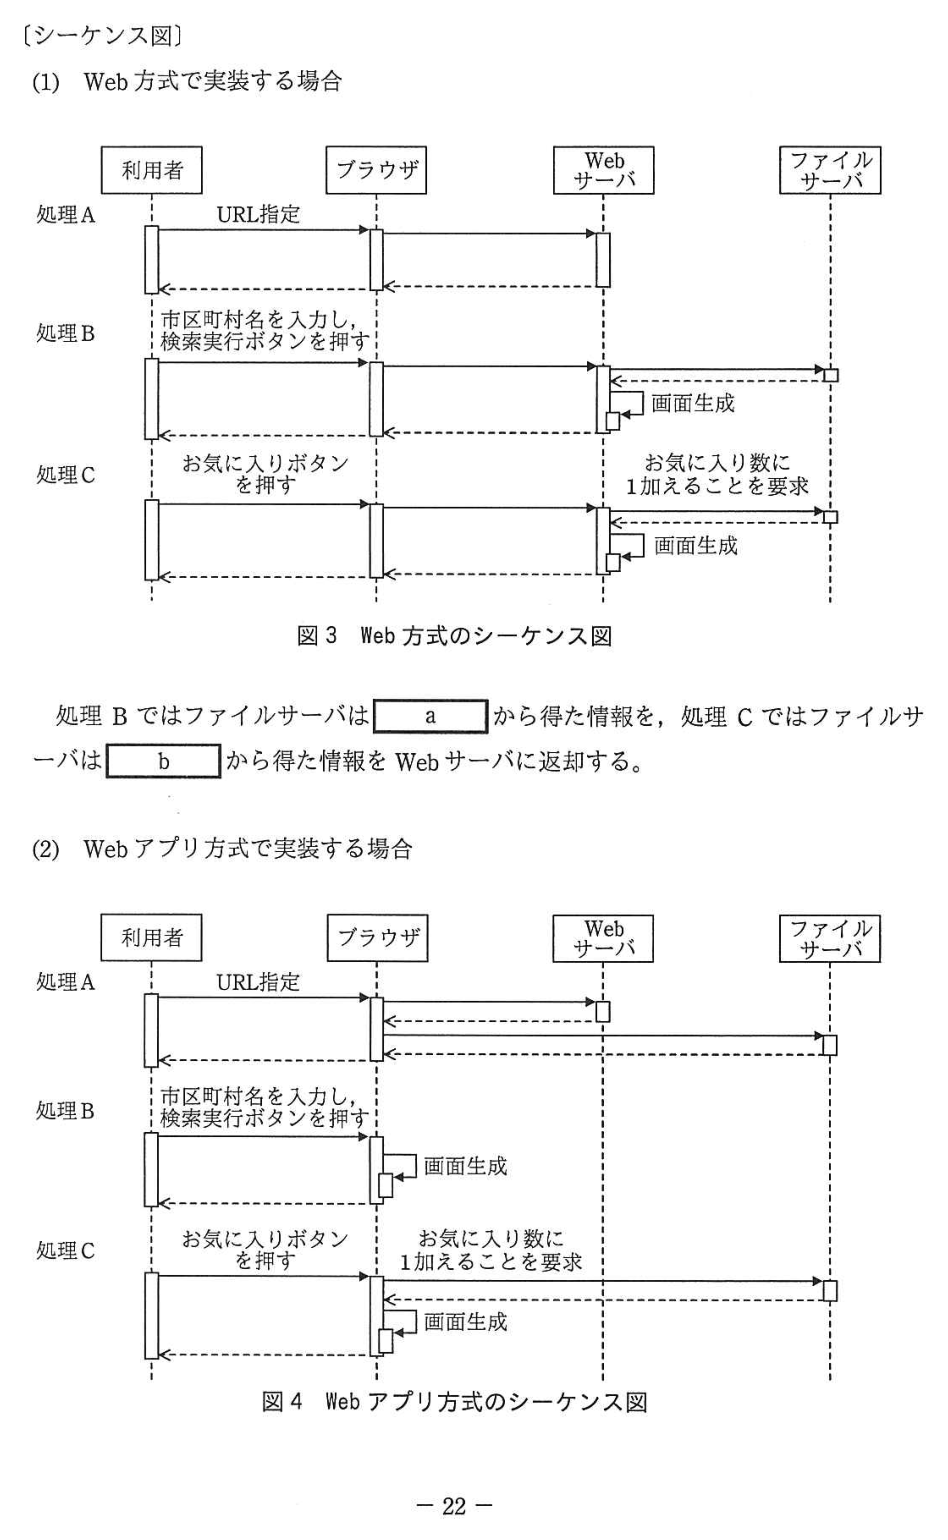 〔シーケンス図〕
(1) Web 方式で実装する場合
利用者 ブラウザ Web サーバ ファイル サーバ
処理A URL指定
処理B 市区町村名を入力し，
検索実行ボタンを押す
画面生成
処理C お気に入りボタン
を押す
お気に入り数に
1加えることを要求
画面生成
図3 Web 方式のシーケンス図
処理 B ではファイルサーバは a から得た情報を，処理 C ではファイルサ
ーバは b から得た情報を Web サーバに返却する。
(2) Web アプリ方式で実装する場合
利用者 ブラウザ Web サーバ ファイル サーバ
処理A URL指定
処理B 市区町村名を入力し，
検索実行ボタンを押す
画面生成
処理C お気に入りボタン
を押す
お気に入り数に
1加えることを要求
画面生成
図4 Web アプリ方式のシーケンス図
－ 22 －